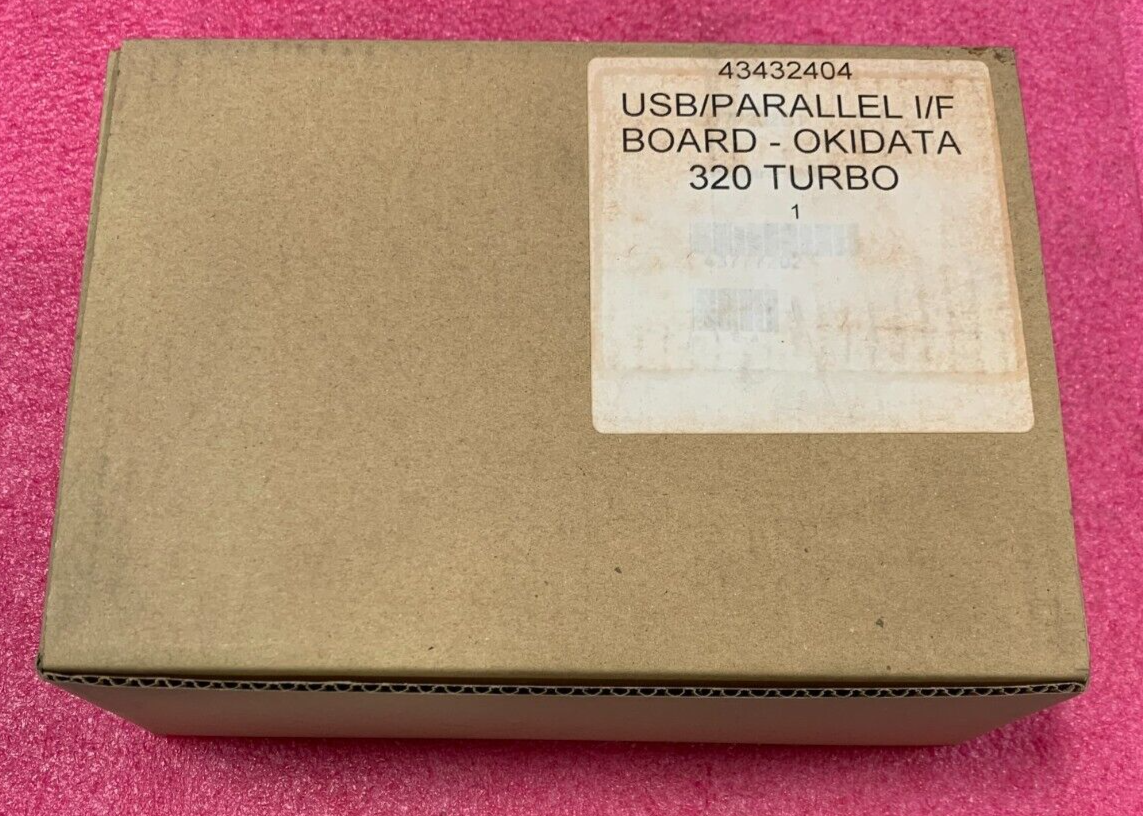 43432404
USB/PARALLEL I/F
BOARD - OKIDATA
320 TURBO
1